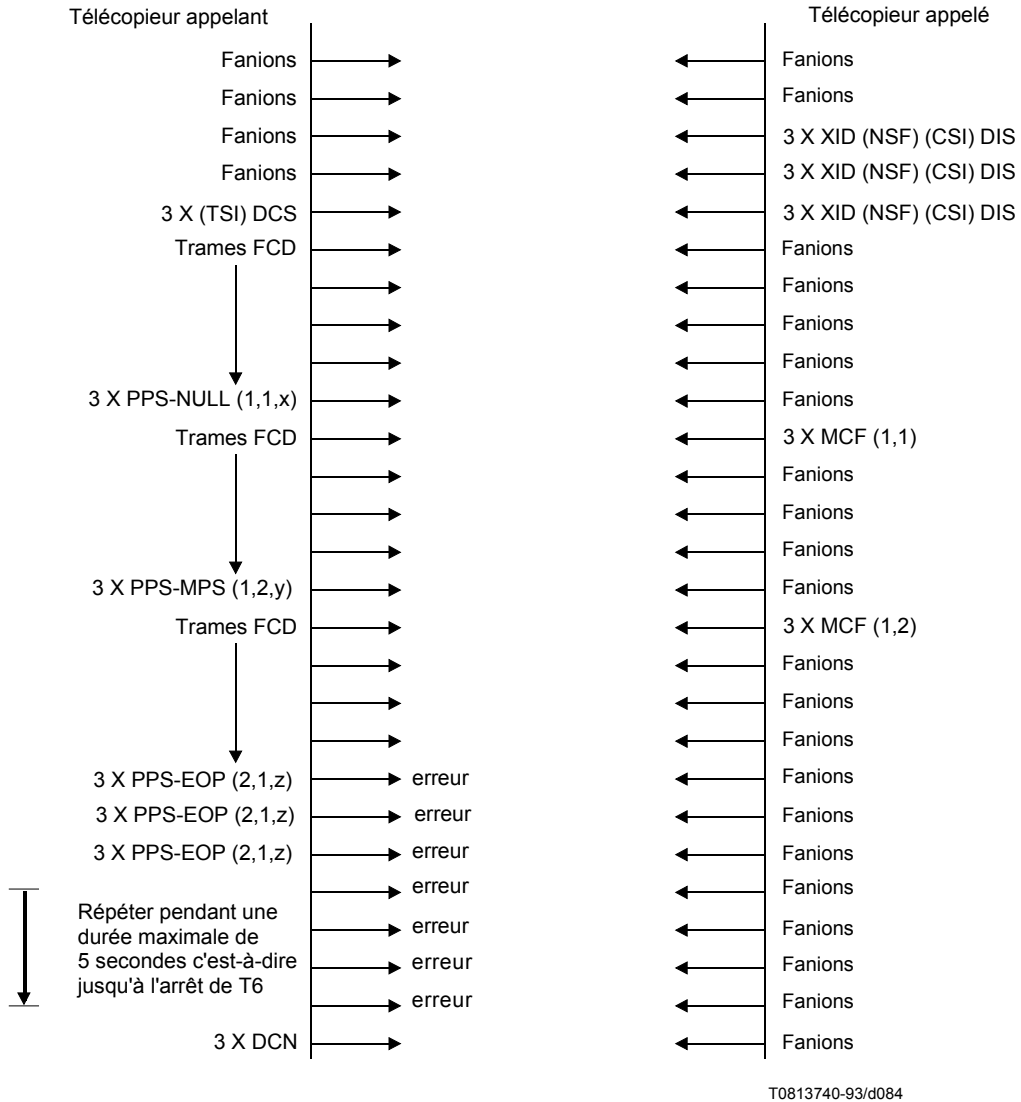 Télécopieur appelant Télécopieur appelé
Fanions Fanions
Fanions Fanions
Fanions 3 X XID (NSF) (CSI) DIS
Fanions 3 X XID (NSF) (CSI) DIS
3 X (TSI) DCS 3 X XID (NSF) (CSI) DIS
Trames FCD Fanions
Fanions
Fanions
Fanions
3 X PPS-NULL (1,1,x) Fanions
Trames FCD 3 X MCF (1,1)
Fanions
Fanions
Fanions
3 X PPS-MPS (1,2,y) Fanions
Trames FCD 3 X MCF (1,2)
Fanions
Fanions
Fanions
3 X PPS-EOP (2,1,z) erreur Fanions
3 X PPS-EOP (2,1,z) erreur Fanions
3 X PPS-EOP (2,1,z) erreur Fanions
erreur Fanions
Répéter pendant une
durée maximale de erreur Fanions
5 secondes c'est-à-dire erreur Fanions
jusqu'à l'arrêt de T6
erreur Fanions
3 X DCN Fanions
T0813740-93/d084